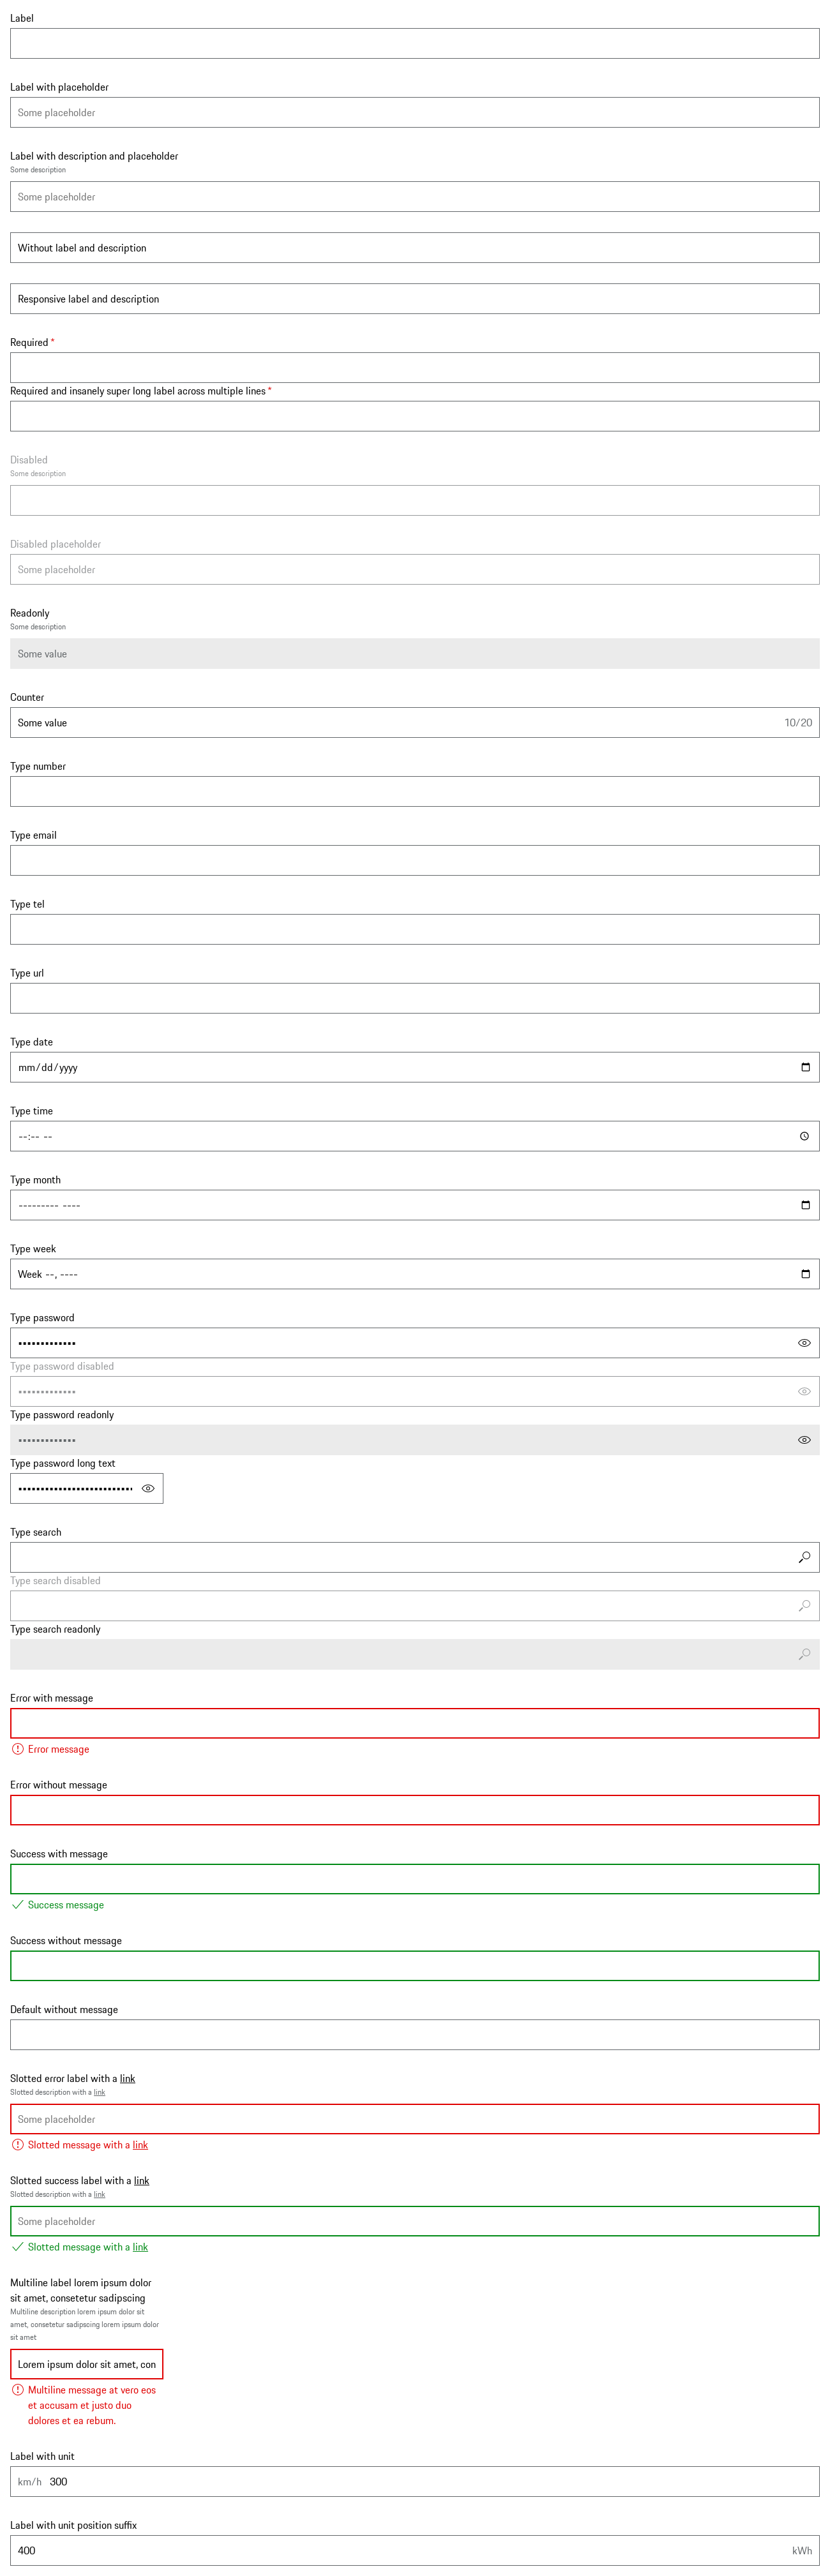 Label
Label with placeholder
Some placeholder
Label with description and placeholder
Some description
Some placeholder
Without label and description
Responsive label and description
Required *
Required and insanely super long label across multiple lines *
Disabled
Some description
Disabled placeholder
Some placeholder
Readonly
Some description
Some value
Counter
Some value 10/20
Type number
Type email
Type tel
Type url
Type date
mm/dd/yyyy
Type time
--:-- --
Type month
--------- ----
Type week
Week --, ----
Type password
Type password disabled
Type password readonly
Type password long text
Type search
Type search disabled
Type search readonly
Error with message
Error message
Error without message
Success with message
Success message
Success without message
Default without message
Slotted error label with a link
Slotted description with a link
Some placeholder
Slotted message with a link
Slotted success label with a link
Slotted description with a link
Some placeholder
Slotted message with a link
Multiline label lorem ipsum dolor
sit amet, consetetur sadipscing
Multiline description lorem ipsum dolor sit
amet, consetetur sadipscing lorem ipsum dolor
sit amet
Lorem ipsum dolor sit amet, con
Multiline message at vero eos
et accusam et justo duo
dolores et ea rebum.
Label with unit
km/h 300
Label with unit position suffix
400 kWh